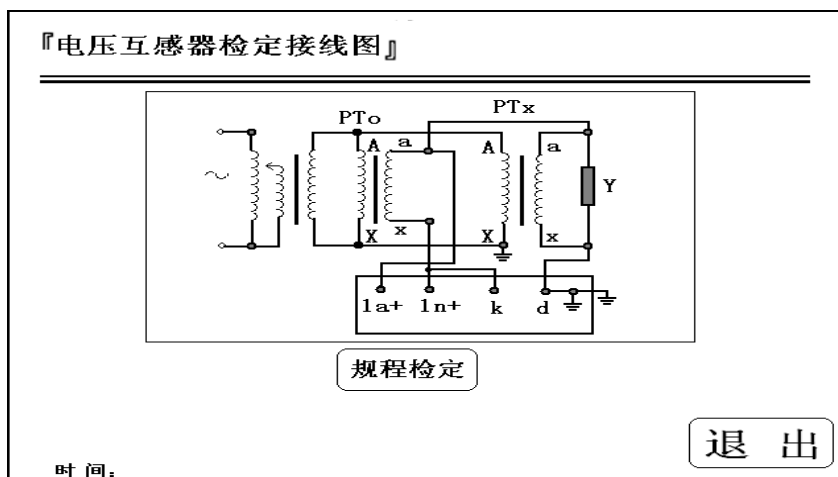 『电压互感器检定接线图』
PTo PTx
A a A a
Y
X x X x
1a+ 1n+ k d
规程检定
退 出
时 间: